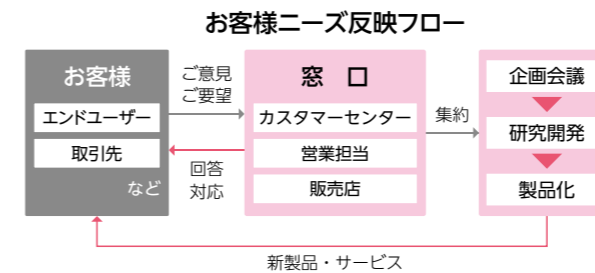 お客様ニーズ反映フロー
お客様
エンドユーザー
取引先
など
ご意見
ご要望
回答
対応
窓 口
カスタマーセンター
営業担当
販売店
集約
企画会議
研究開発
製品化
新製品・サービス